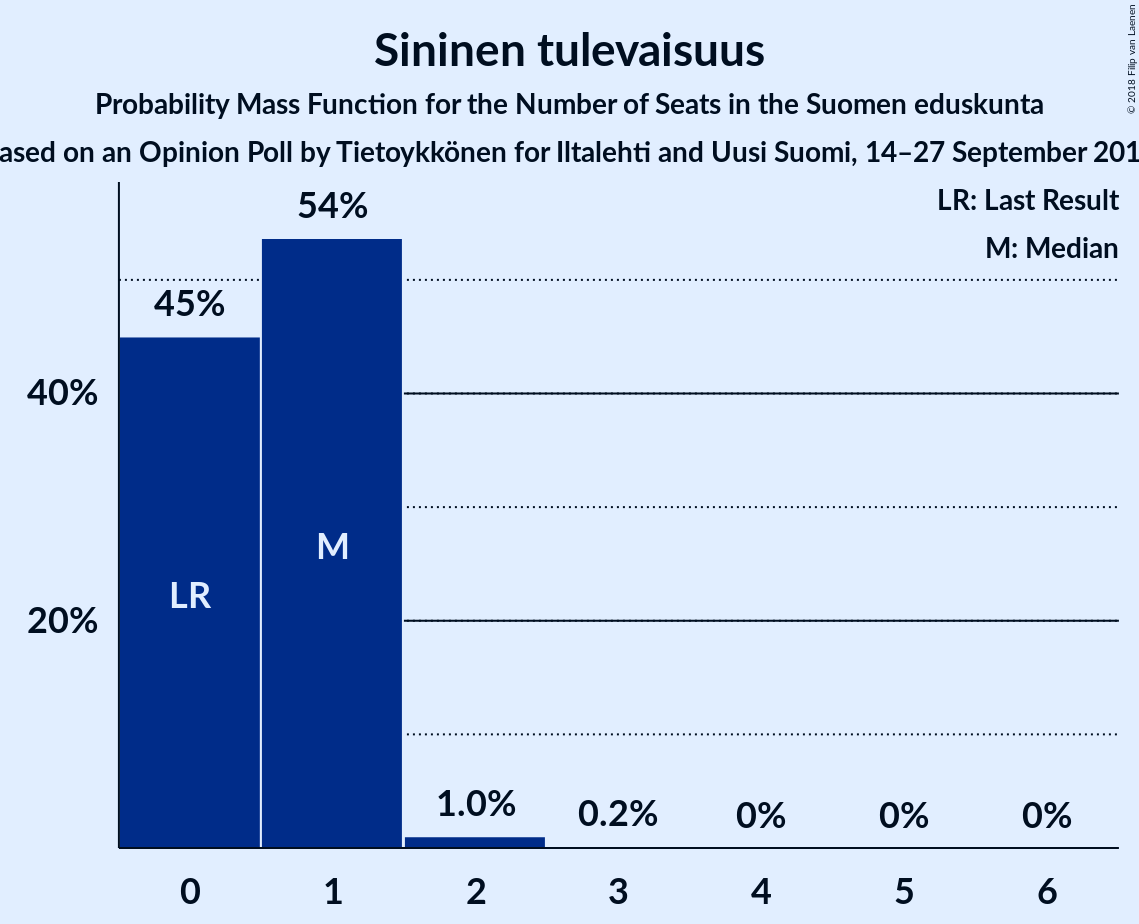 Sininen tulevaisuus
Probability Mass Function for the Number of Seats in the Suomen eduskunta
ased on an Opinion Poll by Tietoykkönen for Iltalehti and Uusi Suomi, 14–27 September 201
© 2018 Filip van Laenen
LR: Last Result
M: Median
54%
45%
40%
M
LR
20%
1.0%
0.2%
0%
0%
0%
0 1 2 3 4 5 6